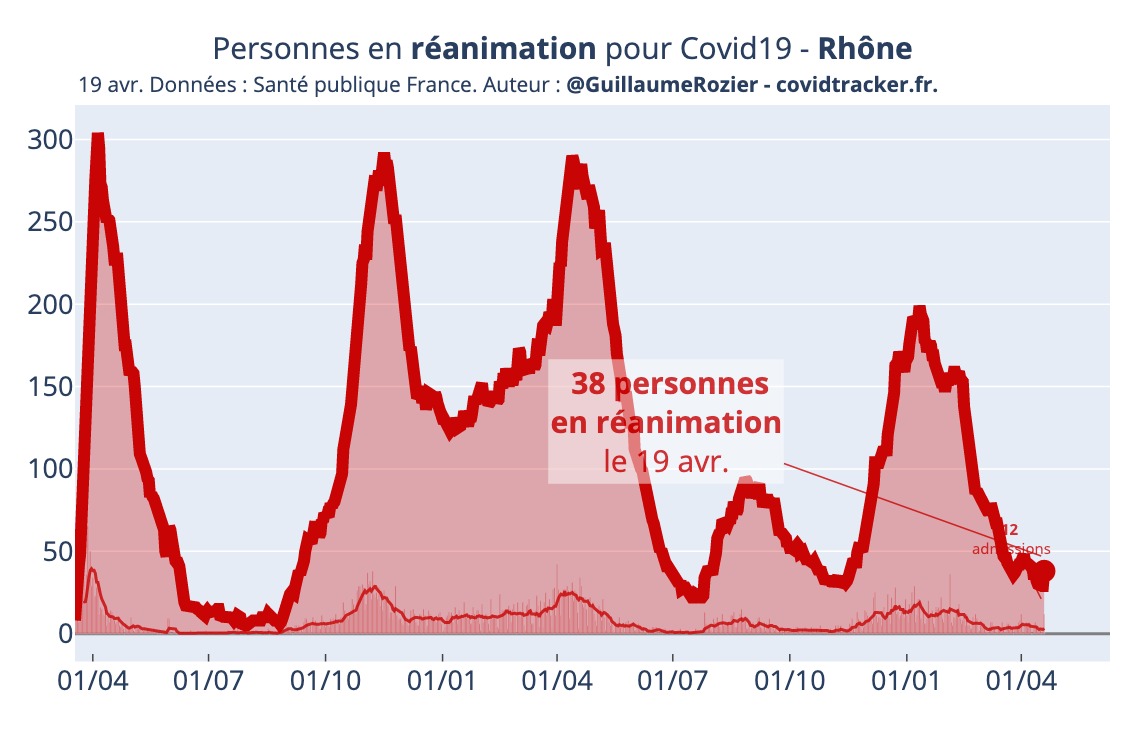 Personnes en réanimation pour Covid19 - Rhône
19 avr. Données : Santé publique France. Auteur : @GuillaumeRozier - covidtracker.fr.
300
250
200
150
100
50
0
38 personnes
en réanimation
le 19 avr.
12
admissions
01/04 01/07 01/10 01/01 01/04 01/07 01/10 01/01 01/04